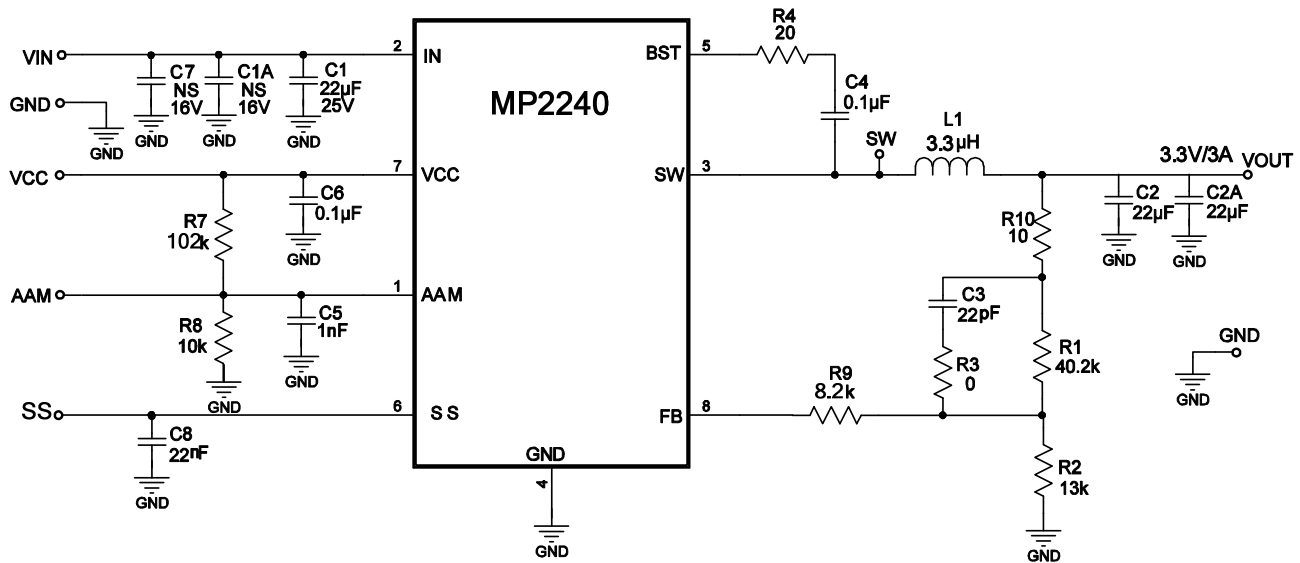 VIN
C7
NS
16V
C1A
NS
16V
C1
22µF
25V
2
IN
GND
GND
GND
GND
GND
MP2240
BST
5
R4
20
C4
0.1µF
SW
L1
3.3µH
3.3V/3A
VOUT
VCC
7
VCC
SW
3
C6
0.1µF
GND
R7
102k
R10
10
C2
22µF
GND
C2A
22µF
GND
AAM
1
AAM
C5
1nF
GND
R8
10k
GND
C3
22pF
R3
0
R1
40.2k
GND
GND
SS
6
SS
C8
22nF
GND
R9
8.2k
FB
8
GND
4
GND
R2
13k
GND